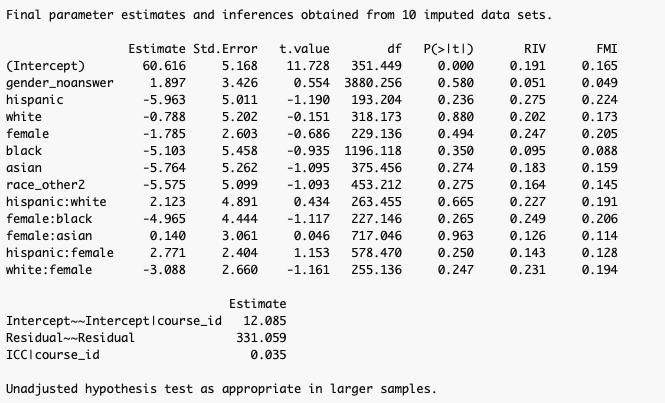 Final parameter estimates and inferences obtained from 10 imputed data sets.
Estimate Std.Error t.value df P(>|t|) RIV FMI
(Intercept) 60.616 5.168 11.728 351.449 0.000 0.191 0.165
gender_noanswer 1.897 3.426 0.554 3880.256 0.580 0.051 0.049
hispanic -5.963 5.011 -1.190 193.204 0.236 0.275 0.224
white -0.788 5.202 -0.151 318.173 0.880 0.202 0.173
female -1.785 2.603 -0.686 229.136 0.494 0.247 0.205
black -5.103 5.458 -0.935 1196.118 0.350 0.095 0.088
asian -5.764 5.262 -1.095 375.456 0.274 0.183 0.159
race_other2 -5.575 5.099 -1.093 453.212 0.275 0.164 0.145
hispanic:white 2.123 4.891 0.434 263.455 0.665 0.227 0.191
female:black -4.965 4.444 -1.117 227.146 0.265 0.249 0.206
female:asian 0.140 3.061 0.046 717.046 0.963 0.126 0.114
hispanic:female 2.771 2.404 1.153 578.470 0.250 0.143 0.128
white:female -3.088 2.660 -1.161 255.136 0.247 0.231 0.194
Estimate
Intercept~~Intercept|course_id 12.085
Residual~~Residual 331.059
ICC|course_id 0.035
Unadjusted hypothesis test as appropriate in larger samples.